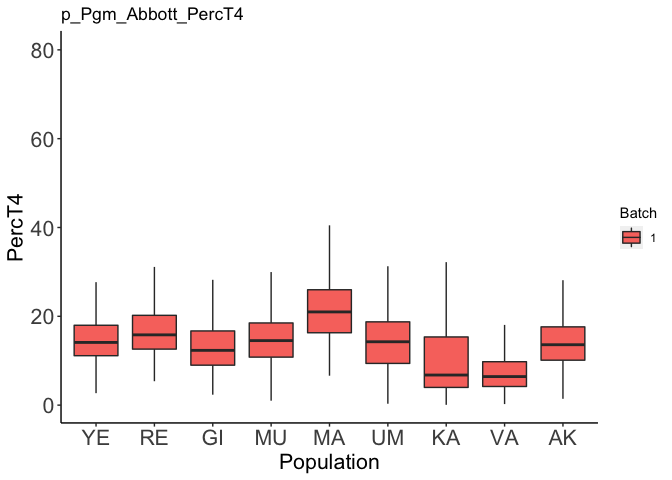 p_Pgm_Abbott_PercT4
80
60
40
20
0
PercT4
YE RE GI MU MA UM KA VA AK
Population
Batch
1